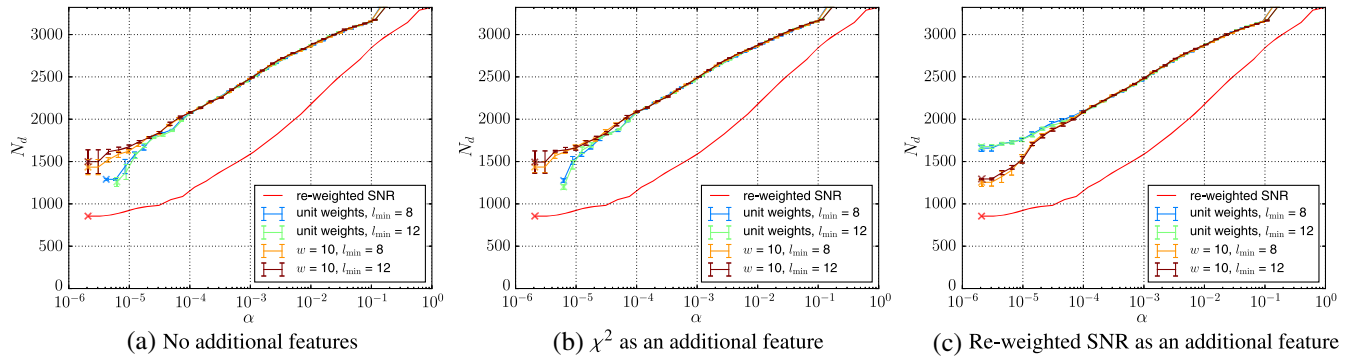 3000
2500
2000
1500
1000
500
0
N_d
10^−6 10^−5 10^−4 10^−3 10^−2 10^−1 10^0
α
re-weighted SNR
unit weights, l_min = 8
unit weights, l_min = 12
w = 10, l_min = 8
w = 10, l_min = 12
(a) No additional features
3000
2500
2000
1500
1000
500
0
N_d
10^−6 10^−5 10^−4 10^−3 10^−2 10^−1 10^0
α
re-weighted SNR
unit weights, l_min = 8
unit weights, l_min = 12
w = 10, l_min = 8
w = 10, l_min = 12
(b) χ^2 as an additional feature
3000
2500
2000
1500
1000
500
0
N_d
10^−6 10^−5 10^−4 10^−3 10^−2 10^−1 10^0
α
re-weighted SNR
unit weights, l_min = 8
unit weights, l_min = 12
w = 10, l_min = 8
w = 10, l_min = 12
(c) Re-weighted SNR as an additional feature